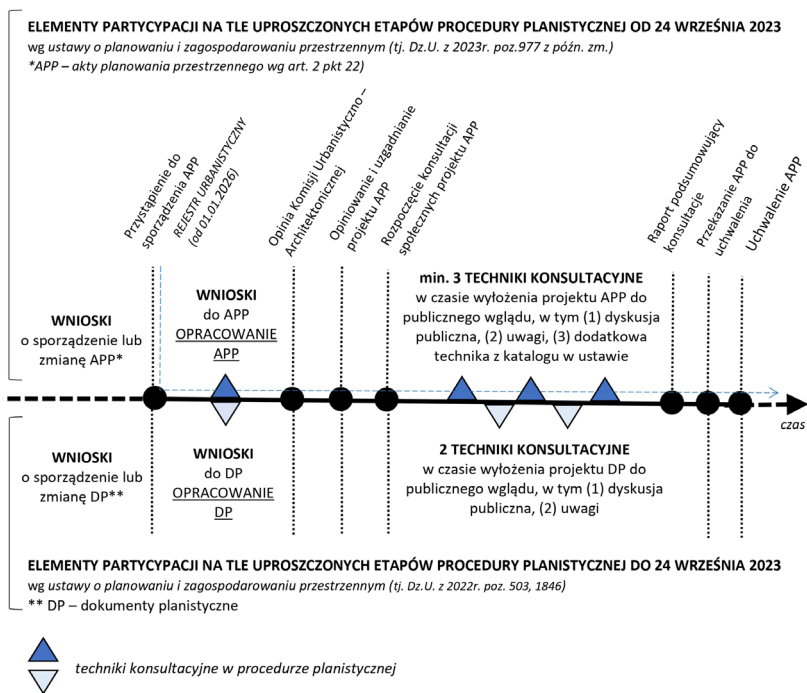 ELEMENTY PARTYCYPACJI NA TLE UPROSZCZONYCH ETAPÓW PROCEDURY PLANISTYCZNEJ OD 24 WRZEŚNIA 2023
wg ustawy o planowaniu i zagospodarowaniu przestrzennym (tj. Dz.U. z 2023r. poz.977 z późn. zm.)
*APP – akty planowania przestrzennego wg art. 2 pkt 22)
Przystąpienie do
sporządzenia APP
REJESTR URBANISTYCZNY
(od 01.01.2026)
Opinia Komisji Urbanistyczno –
Architektonicznej
Opiniowanie i uzgadnianie
projektu APP
Rozpoczęcie konsultacji
społecznych projektu APP
Raport podsumowujący
konsultacje
Przekazanie APP do
uchwalenia
Uchwalenie APP
WNIOSKI
o sporządzenie lub
zmianę APP*
WNIOSKI
do APP
OPRACOWANIE
APP
min. 3 TECHNIKI KONSULTACYJNE
w czasie wyłożenia projektu APP do
publicznego wglądu, w tym (1) dyskusja
publiczna, (2) uwagi, (3) dodatkowa
technika z katalogu w ustawie
czas
WNIOSKI
o sporządzenie lub
zmianę DP**
WNIOSKI
do DP
OPRACOWANIE
DP
2 TECHNIKI KONSULTACYJNE
w czasie wyłożenia projektu DP do
publicznego wglądu, w tym (1) dyskusja
publiczna, (2) uwagi
ELEMENTY PARTYCYPACJI NA TLE UPROSZCZONYCH ETAPÓW PROCEDURY PLANISTYCZNEJ DO 24 WRZEŚNIA 2023
wg ustawy o planowaniu i zagospodarowaniu przestrzennym (tj. Dz.U. z 2022r. poz. 503, 1846)
** DP – dokumenty planistyczne
techniki konsultacyjne w procedurze planistycznej